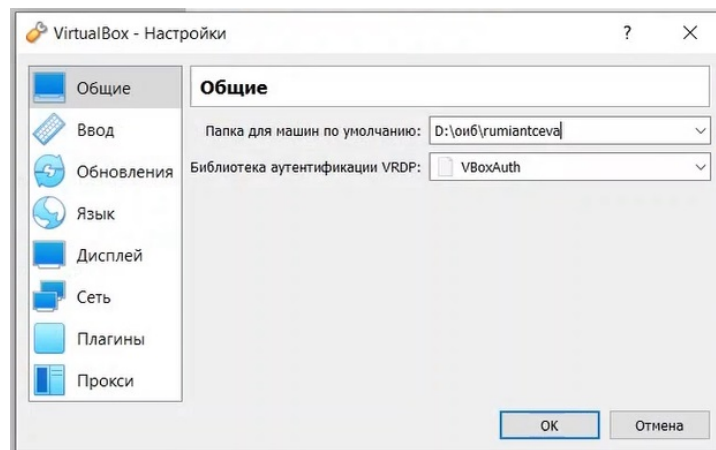 VirtualBox - Настройки
?
Общие
Ввод
Обновления
Язык
Дисплей
Сеть
Плагины
Прокси
Общие
Папка для машин по умолчанию: D:\оиб\rumiantceva
Библиотека аутентификации VRDP: VBoxAuth
OK
Отмена